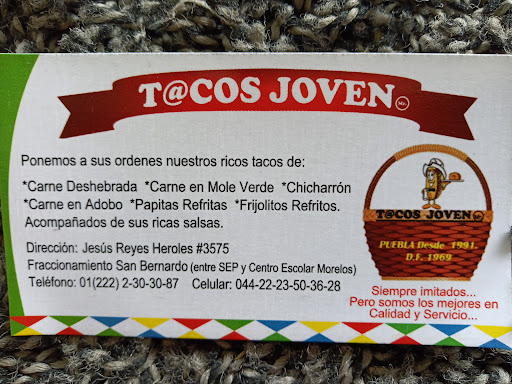 T@COS JOVEN MR.
Ponemos a sus ordenes nuestros ricos tacos de:
*Carne Deshebrada *Carne en Mole Verde *Chicharrón
*Carne en Adobo *Papitas Refritas *Frijolitos Refritos.
Acompañados de sus ricas salsas.
Dirección: Jesús Reyes Heroles #3575
Fraccionamiento San Bernardo (entre SEP y Centro Escolar Morelos)
Teléfono: 01(222) 2-30-30-87 Celular: 044-22-23-50-36-28
T@COS JOVEN
PUEBLA Desde 1991.
D.F. 1969
Siempre imitados...
Pero somos los mejores en
Calidad y Servicio...